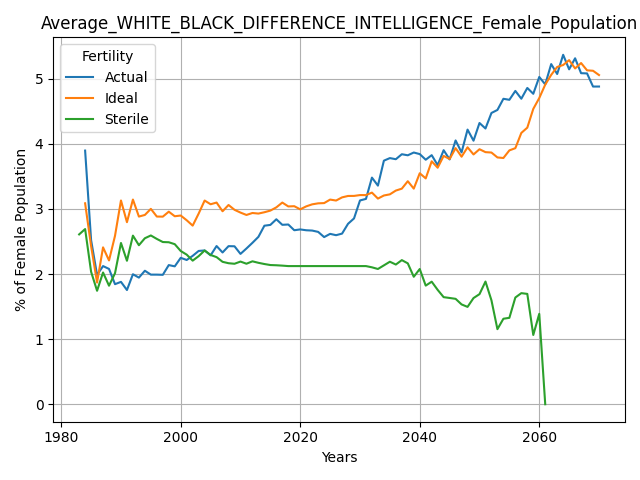 Average_WHITE_BLACK_DIFFERENCE_INTELLIGENCE_Female_Population
Fertility
Actual
Ideal
Sterile
% of Female Population
5
4
3
2
1
0
1980 2000 2020 2040 2060
Years